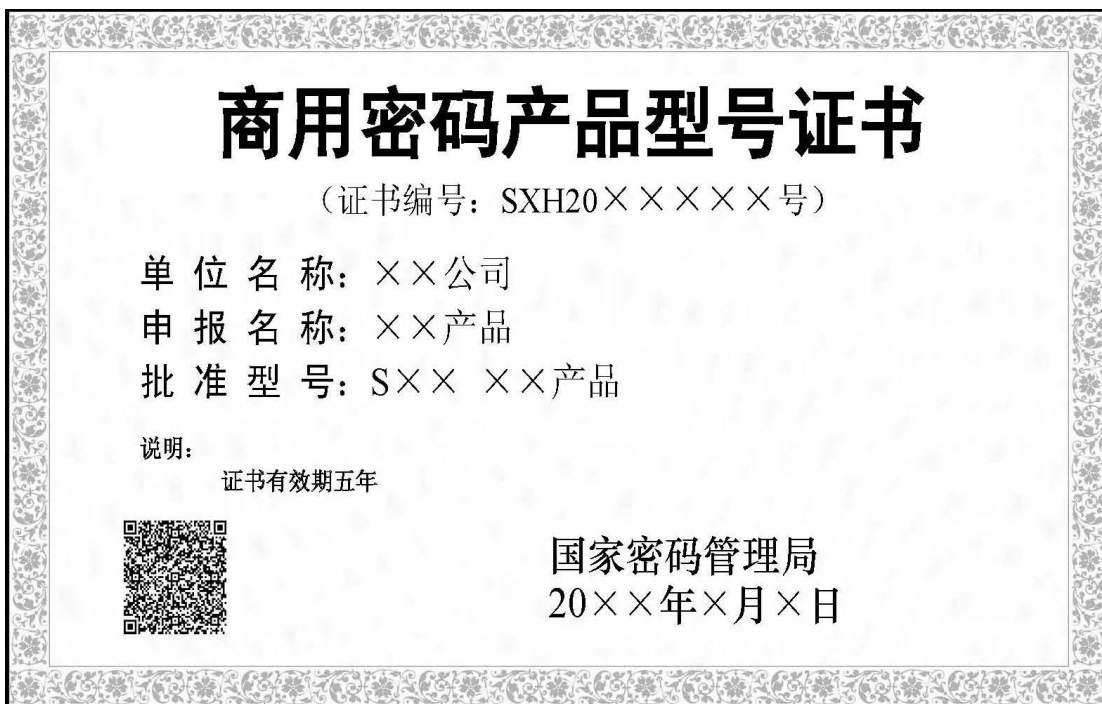 商用密码产品型号证书
（证书编号：SXH20×××××号）
单位名称：××公司
申报名称：××产品
批准型号：S×× ××产品
说明：
证书有效期五年
国家密码管理局
20××年×月×日